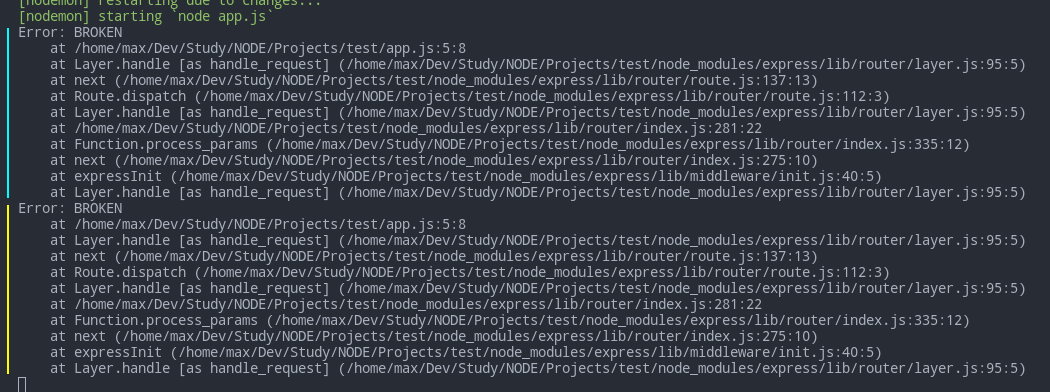 [nodemon] restarting due to changes...
[nodemon] starting `node app.js`
Error: BROKEN
    at /home/max/Dev/Study/NODE/Projects/test/app.js:5:8
    at Layer.handle [as handle_request] (/home/max/Dev/Study/NODE/Projects/test/node_modules/express/lib/router/layer.js:95:5)
    at next (/home/max/Dev/Study/NODE/Projects/test/node_modules/express/lib/router/route.js:137:13)
    at Route.dispatch (/home/max/Dev/Study/NODE/Projects/test/node_modules/express/lib/router/route.js:112:3)
    at Layer.handle [as handle_request] (/home/max/Dev/Study/NODE/Projects/test/node_modules/express/lib/router/layer.js:95:5)
    at /home/max/Dev/Study/NODE/Projects/test/node_modules/express/lib/router/index.js:281:22
    at Function.process_params (/home/max/Dev/Study/NODE/Projects/test/node_modules/express/lib/router/index.js:335:12)
    at next (/home/max/Dev/Study/NODE/Projects/test/node_modules/express/lib/router/index.js:275:10)
    at expressInit (/home/max/Dev/Study/NODE/Projects/test/node_modules/express/lib/middleware/init.js:40:5)
    at Layer.handle [as handle_request] (/home/max/Dev/Study/NODE/Projects/test/node_modules/express/lib/router/layer.js:95:5)
Error: BROKEN
    at /home/max/Dev/Study/NODE/Projects/test/app.js:5:8
    at Layer.handle [as handle_request] (/home/max/Dev/Study/NODE/Projects/test/node_modules/express/lib/router/layer.js:95:5)
    at next (/home/max/Dev/Study/NODE/Projects/test/node_modules/express/lib/router/route.js:137:13)
    at Route.dispatch (/home/max/Dev/Study/NODE/Projects/test/node_modules/express/lib/router/route.js:112:3)
    at Layer.handle [as handle_request] (/home/max/Dev/Study/NODE/Projects/test/node_modules/express/lib/router/layer.js:95:5)
    at /home/max/Dev/Study/NODE/Projects/test/node_modules/express/lib/router/index.js:281:22
    at Function.process_params (/home/max/Dev/Study/NODE/Projects/test/node_modules/express/lib/router/index.js:335:12)
    at next (/home/max/Dev/Study/NODE/Projects/test/node_modules/express/lib/router/index.js:275:10)
    at expressInit (/home/max/Dev/Study/NODE/Projects/test/node_modules/express/lib/middleware/init.js:40:5)
    at Layer.handle [as handle_request] (/home/max/Dev/Study/NODE/Projects/test/node_modules/express/lib/router/layer.js:95:5)